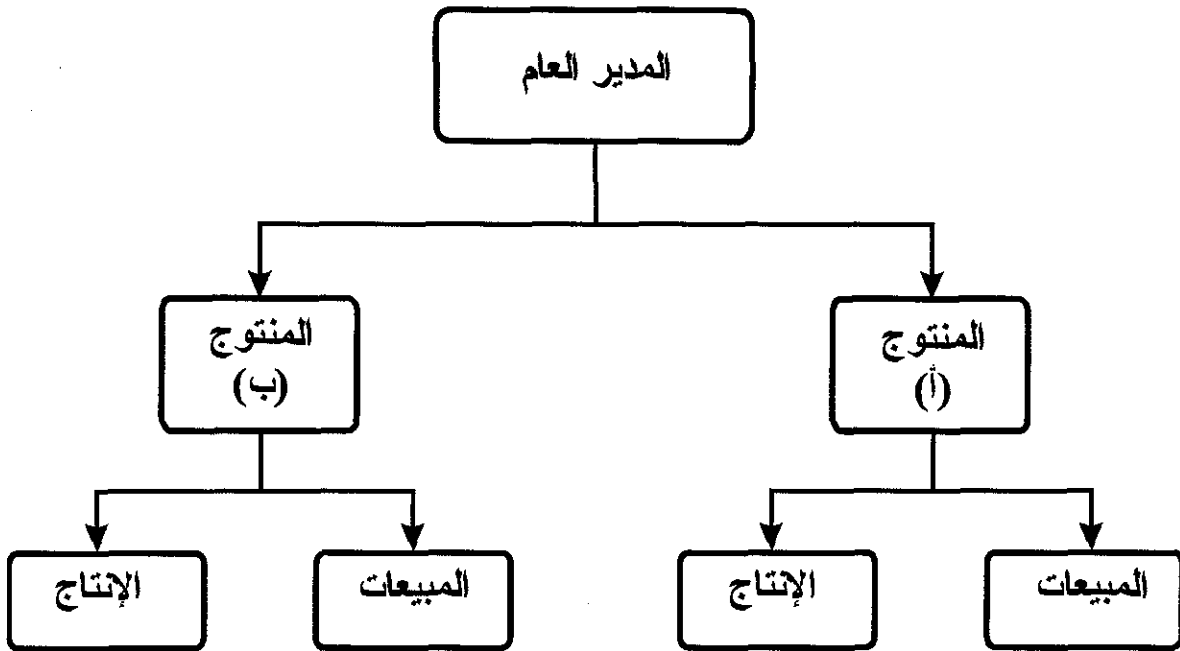 المدير العام
المنتوج
(أ)
المنتوج
(ب)
المبيعات
الإنتاج
المبيعات
الإنتاج